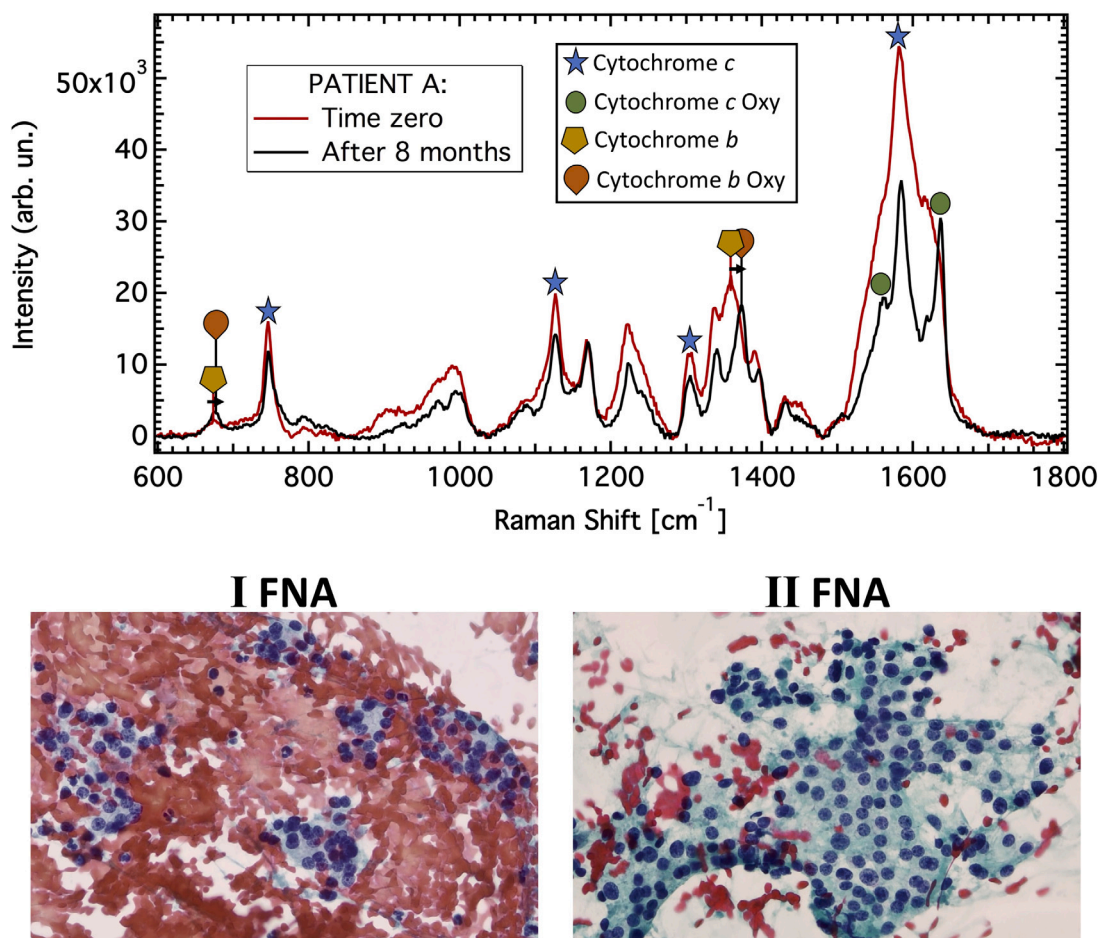 50x10³
40
30
20
10
0
Intensity (arb. un.)
PATIENT A:
Time zero
After 8 months
Cytochrome c
Cytochrome c Oxy
Cytochrome b
Cytochrome b Oxy
600 800 1000 1200 1400 1600 1800
Raman Shift [cm⁻¹]
I FNA
II FNA